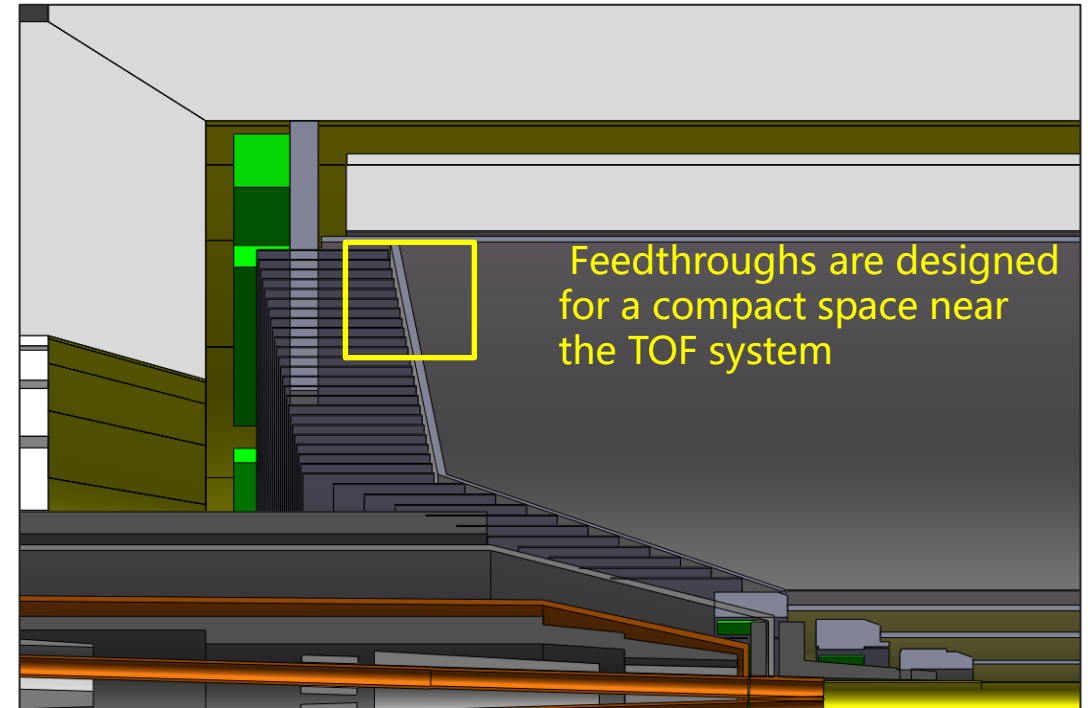 Feedthroughs are designed
for a compact space near
the TOF system